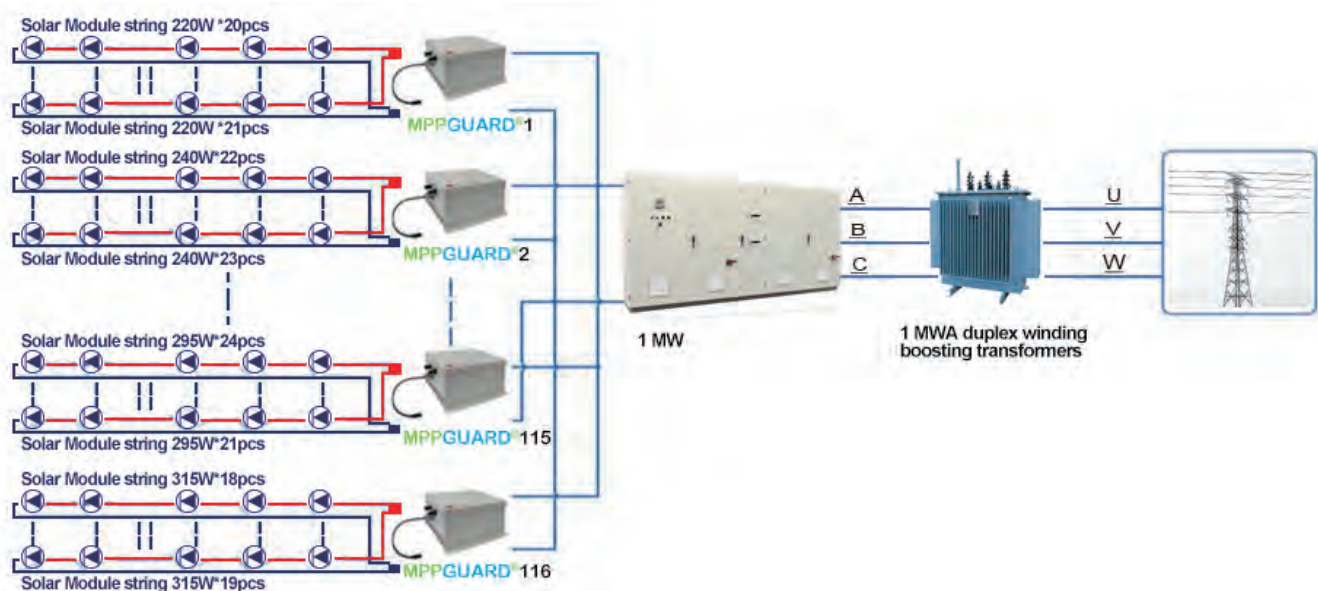 Solar Module string 220W *20pcs
Solar Module string 220W *21pcs
MPPGUARD®1
Solar Module string 240W*22pcs
Solar Module string 240W*23pcs
MPPGUARD®2
Solar Module string 295W*24pcs
Solar Module string 295W*21pcs
MPPGUARD®115
Solar Module string 315W*18pcs
Solar Module string 315W*19pcs
MPPGUARD®116
1 MW
A
B
C
1 MWA duplex winding
boosting transformers
U
V
W